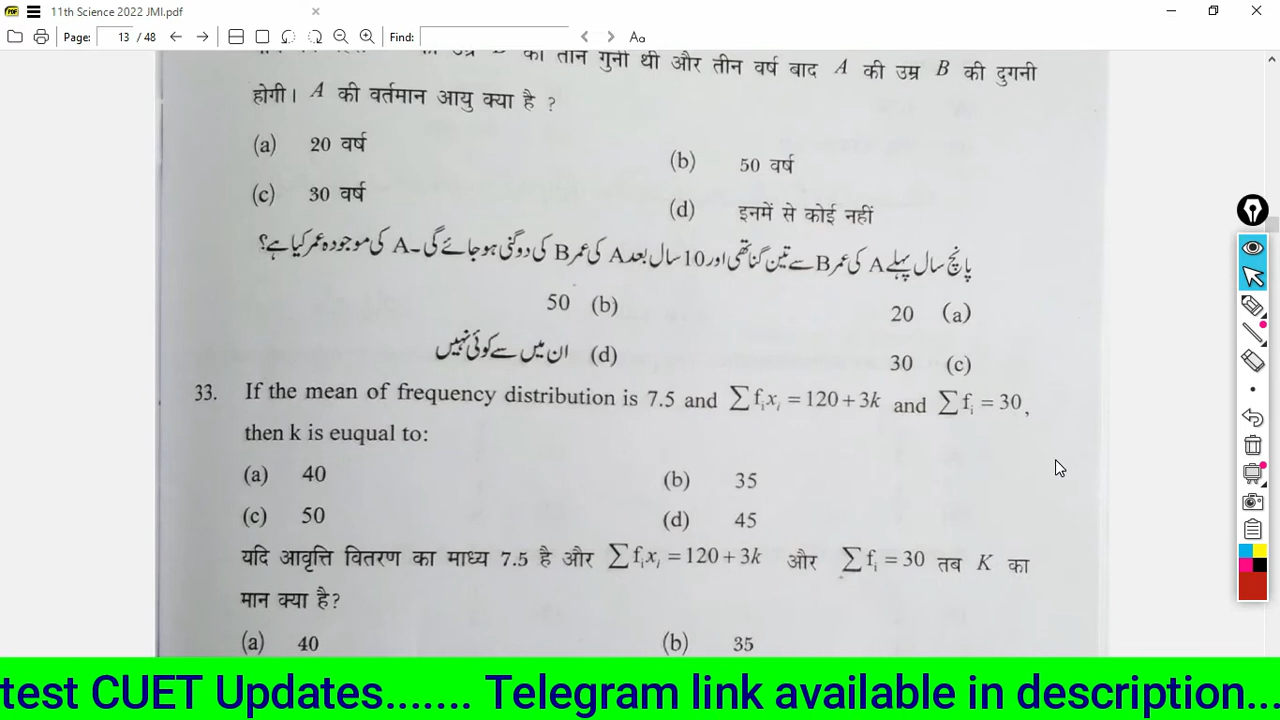 11th Science 2022 JMI.pdf
Page: 13 / 48 Find: Aa
की तीन गुनी थी और तीन वर्ष बाद A की उम्र B की दुगनी
होगी। A की वर्तमान आयु क्या है ?
(a) 20 वर्ष
(b) 50 वर्ष
(c) 30 वर्ष
(d) इनमें से कोई नहीं
پانچ سال پہلے A کی عمر B سے تین گنا تھی اور 10 سال بعد A کی عمر B کی دوگنی ہو جائے گی۔ A کی موجودہ عمر کیا ہے؟
20 (a)
50 (b)
30 (c)
ان میں سے کوئی نہیں (d)
33. If the mean of frequency distribution is 7.5 and ∑fᵢxᵢ = 120 + 3k and ∑fᵢ = 30,
then k is euqual to:
(a) 40
(b) 35
(c) 50
(d) 45
यदि आवृत्ति वितरण का माध्य 7.5 है और ∑fᵢxᵢ = 120 + 3k और ∑fᵢ = 30 तब K का
मान क्या है?
(a) 40
(b) 35
test CUET Updates....... Telegram link available in description...